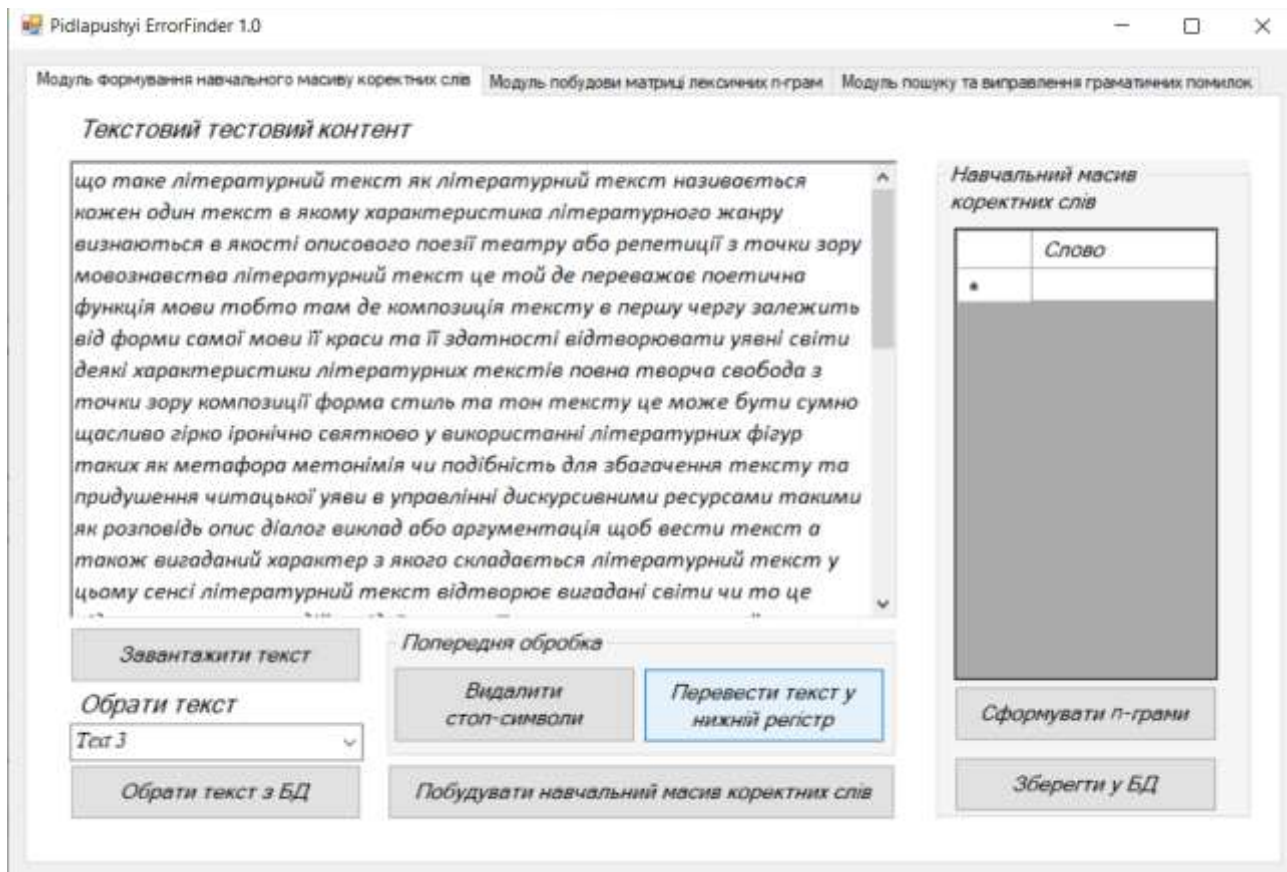 Pidlapushyi ErrorFinder 1.0
Модуль формування навчального масиву коректних слів
Модуль побудови матриці лексичних n-грам
Модуль пошуку та виправлення граматичних помилок
Текстовий тестовий контент
що таке літературний текст як літературний текст називається
кожен один текст в якому характеристика літературного жанру
визнаються в якості описового поезії театру або репетиції з точки зору
мовознавства літературний текст це той де переважає поетична
функція мови тобто там де композиція тексту в першу чергу залежить
від форми самої мови її краси та її здатності відтворювати уявні світи
деякі характеристики літературних текстів повна творча свобода з
точки зору композиції форма стиль та тон тексту це може бути сумно
щасливо гірко іронічно святково у використанні літературних фігур
таких як метафора метонімія чи подібність для збагачення тексту та
придушення читацької уяви в управлінні дискурсивними ресурсами такими
як розповідь опис діалог виклад або аргументація щоб вести текст а
також вигаданий характер з якого складається літературний текст у
цьому сенсі літературний текст відтворює вигадані світи чи то це
Завантажити текст
Обрати текст
Text 3
Обрати текст з БД
Попередня обробка
Видалити
стоп-символи
Перевести текст у
нижній регістр
Побудувати навчальний масив коректних слів
Навчальний масив
коректних слів
Слово
Сформувати n-грами
Зберегти у БД